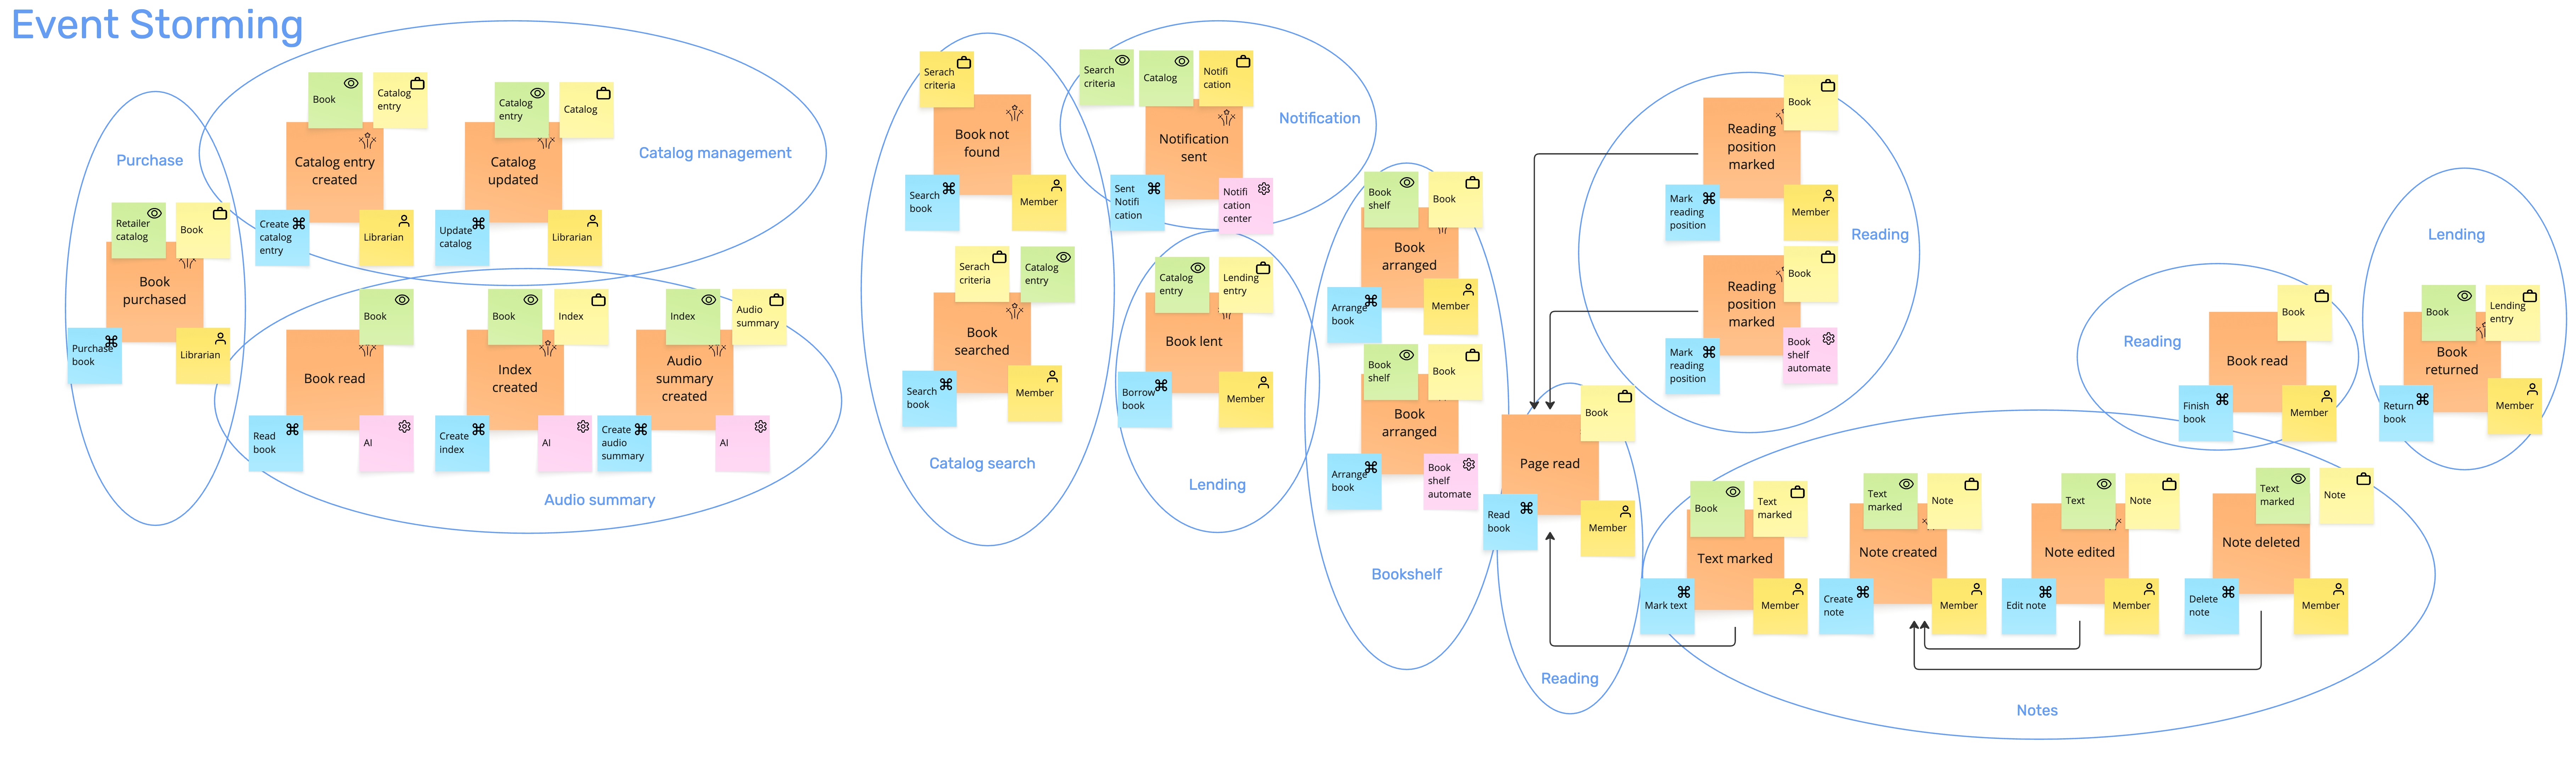 Event Storming
Purchase
Retailer
catalog
Book
Book
purchased
Purchase
book
Librarian
Catalog management
Book
Catalog
entry
Catalog entry
created
Create
catalog
entry
Librarian
Catalog
entry
Catalog
Catalog
updated
Update
catalog
Librarian
Book
Book read
Read
book
AI
Book
Index
Index
created
Create
index
AI
Index
Audio
summary
Audio
summary
created
Create
audio
summary
AI
Audio summary
Serach
criteria
Book not
found
Search
book
Member
Serach
criteria
Catalog
entry
Book
searched
Search
book
Member
Catalog search
Search
criteria
Catalog
Notifi
cation
Notification
Notification
sent
Sent
Notifi
cation
Notifi
cation
center
Catalog
entry
Lending
entry
Book lent
Borrow
book
Member
Lending
Book
shelf
Book
Book
arranged
Arrange
book
Member
Book
shelf
Book
Book
arranged
Arrange
book
Book
shelf
automate
Bookshelf
Book
Page read
Read
book
Member
Reading
Book
Reading
position
marked
Mark
reading
position
Member
Reading
Book
Reading
position
marked
Mark
reading
position
Book
shelf
automate
Book
Text
marked
Text marked
Mark text
Member
Text
marked
Note
Note created
Create
note
Member
Text
Note
Note edited
Edit note
Member
Text
marked
Note
Note deleted
Delete
note
Member
Notes
Reading
Book
Book read
Finish
book
Member
Lending
Book
Lending
entry
Book
returned
Return
book
Member